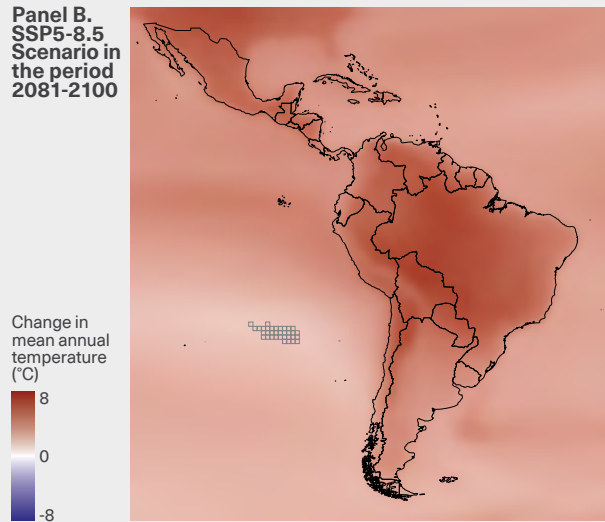 Panel B.
SSP5-8.5
Scenario in
the period
2081-2100
Change in
mean annual
temperature
(°C)
8
0
-8